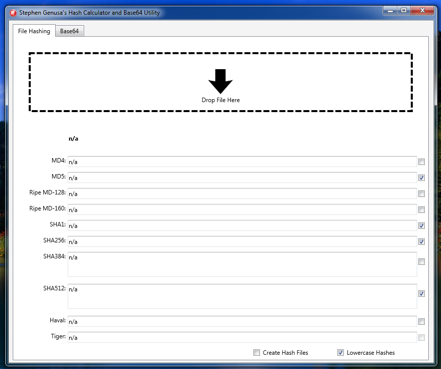 Stephen Genusa's Hash Calculator and Base64 Utility
File Hashing
Base64
Drop File Here
n/a
MD4: n/a
MD5: n/a
Ripe MD-128: n/a
Ripe MD-160: n/a
SHA1: n/a
SHA256: n/a
SHA384: n/a
SHA512: n/a
Haval: n/a
Tiger: n/a
Create Hash Files
Lowercase Hashes